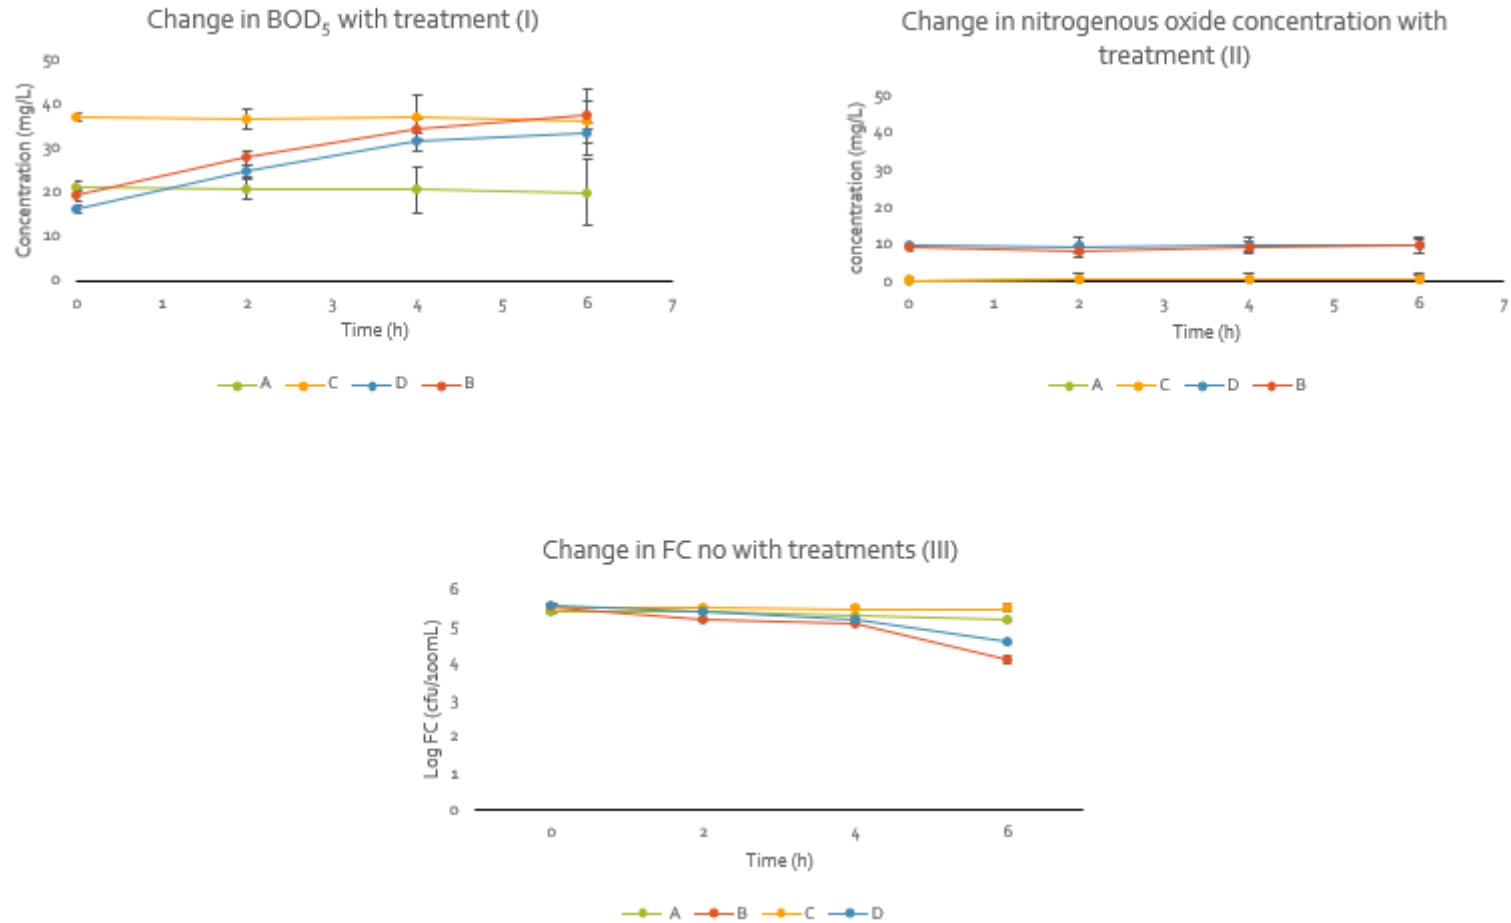 Change in BOD₅ with treatment (I)
Concentration (mg/L)
50
40
30
20
10
0
0 1 2 3 4 5 6 7
Time (h)
A C D B
Change in nitrogenous oxide concentration with
treatment (II)
concentration (mg/L)
50
40
30
20
10
0
0 1 2 3 4 5 6 7
Time (h)
A C D B
Change in FC no with treatments (III)
Log FC (cfu/100mL)
6
5
4
3
2
1
0
0 2 4 6
Time (h)
A B C D